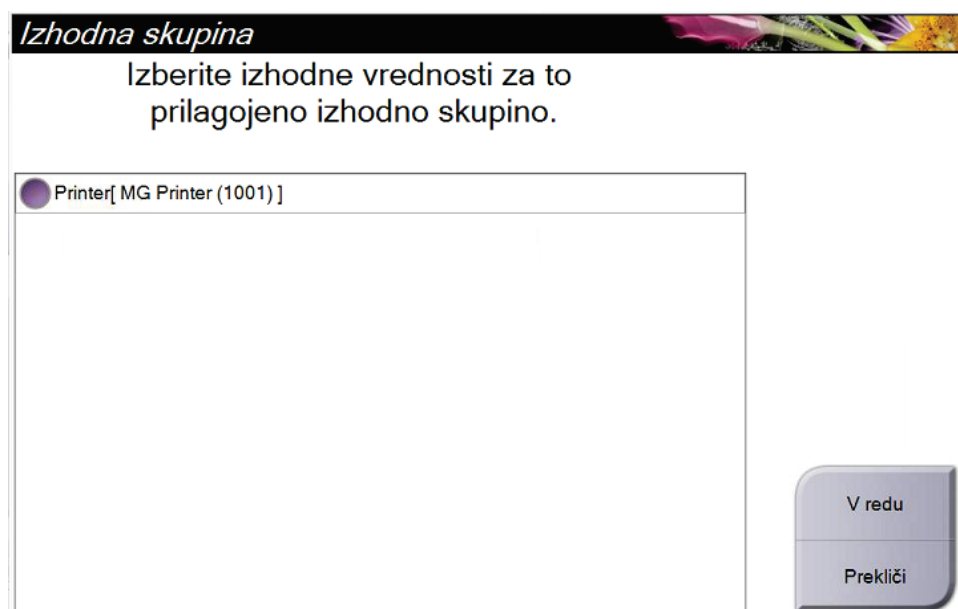 Izhodna skupina
Izberite izhodne vrednosti za to
prilagojeno izhodno skupino.
Printer[ MG Printer (1001) ]
V redu
Prekliči